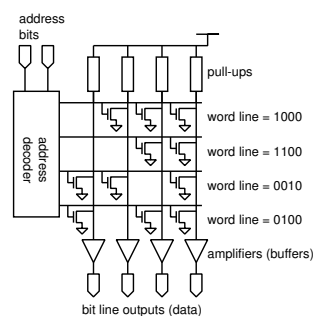 address
bits
pull-ups
address
decoder
word line = 1000
word line = 1100
word line = 0010
word line = 0100
amplifiers (buffers)
bit line outputs (data)